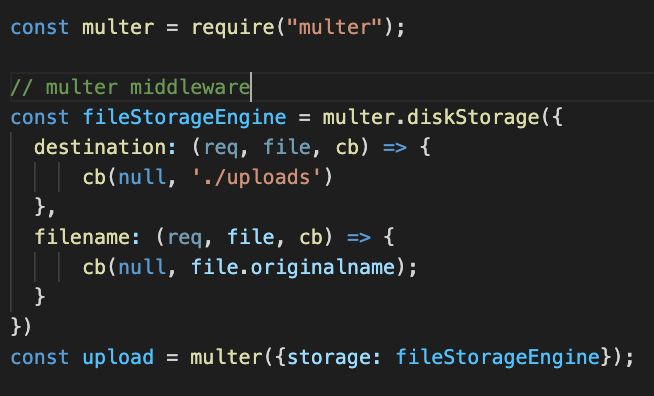 const multer = require("multer");
// multer middleware
const fileStorageEngine = multer.diskStorage({
  destination: (req, file, cb) => {
      cb(null, './uploads')
  },
  filename: (req, file, cb) => {
      cb(null, file.originalname);
  }
})
const upload = multer({storage: fileStorageEngine});